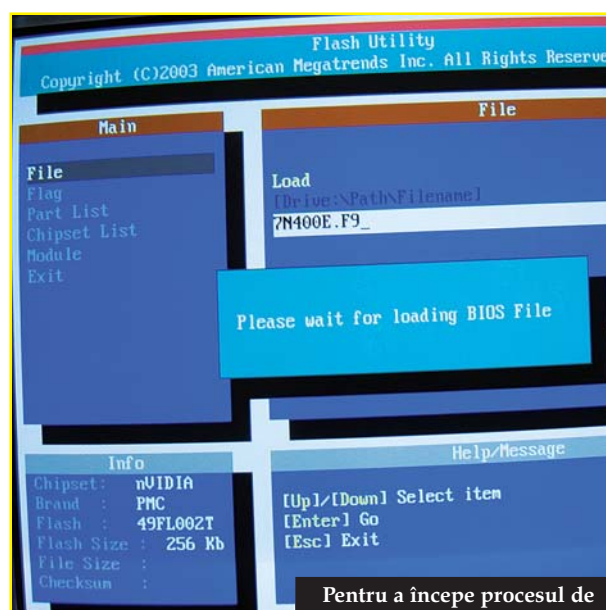 Flash Utility
Copyright (C)2003 American Megatrends Inc. All Rights Reserve
Main
File
Flag
Part List
Chipset List
Module
Exit
File
Load
[Drive:\Path\Filename]
7N400E.F9_
Please wait for loading BIOS File
Info
Chipset: nVIDIA
Brand : PMC
Flash : 49FL002T
Flash Size : 256 Kb
File Size :
Checksum :
Help/Message
[Up]/[Down] Select item
[Enter] Go
[Esc] Exit
Pentru a începe procesul de